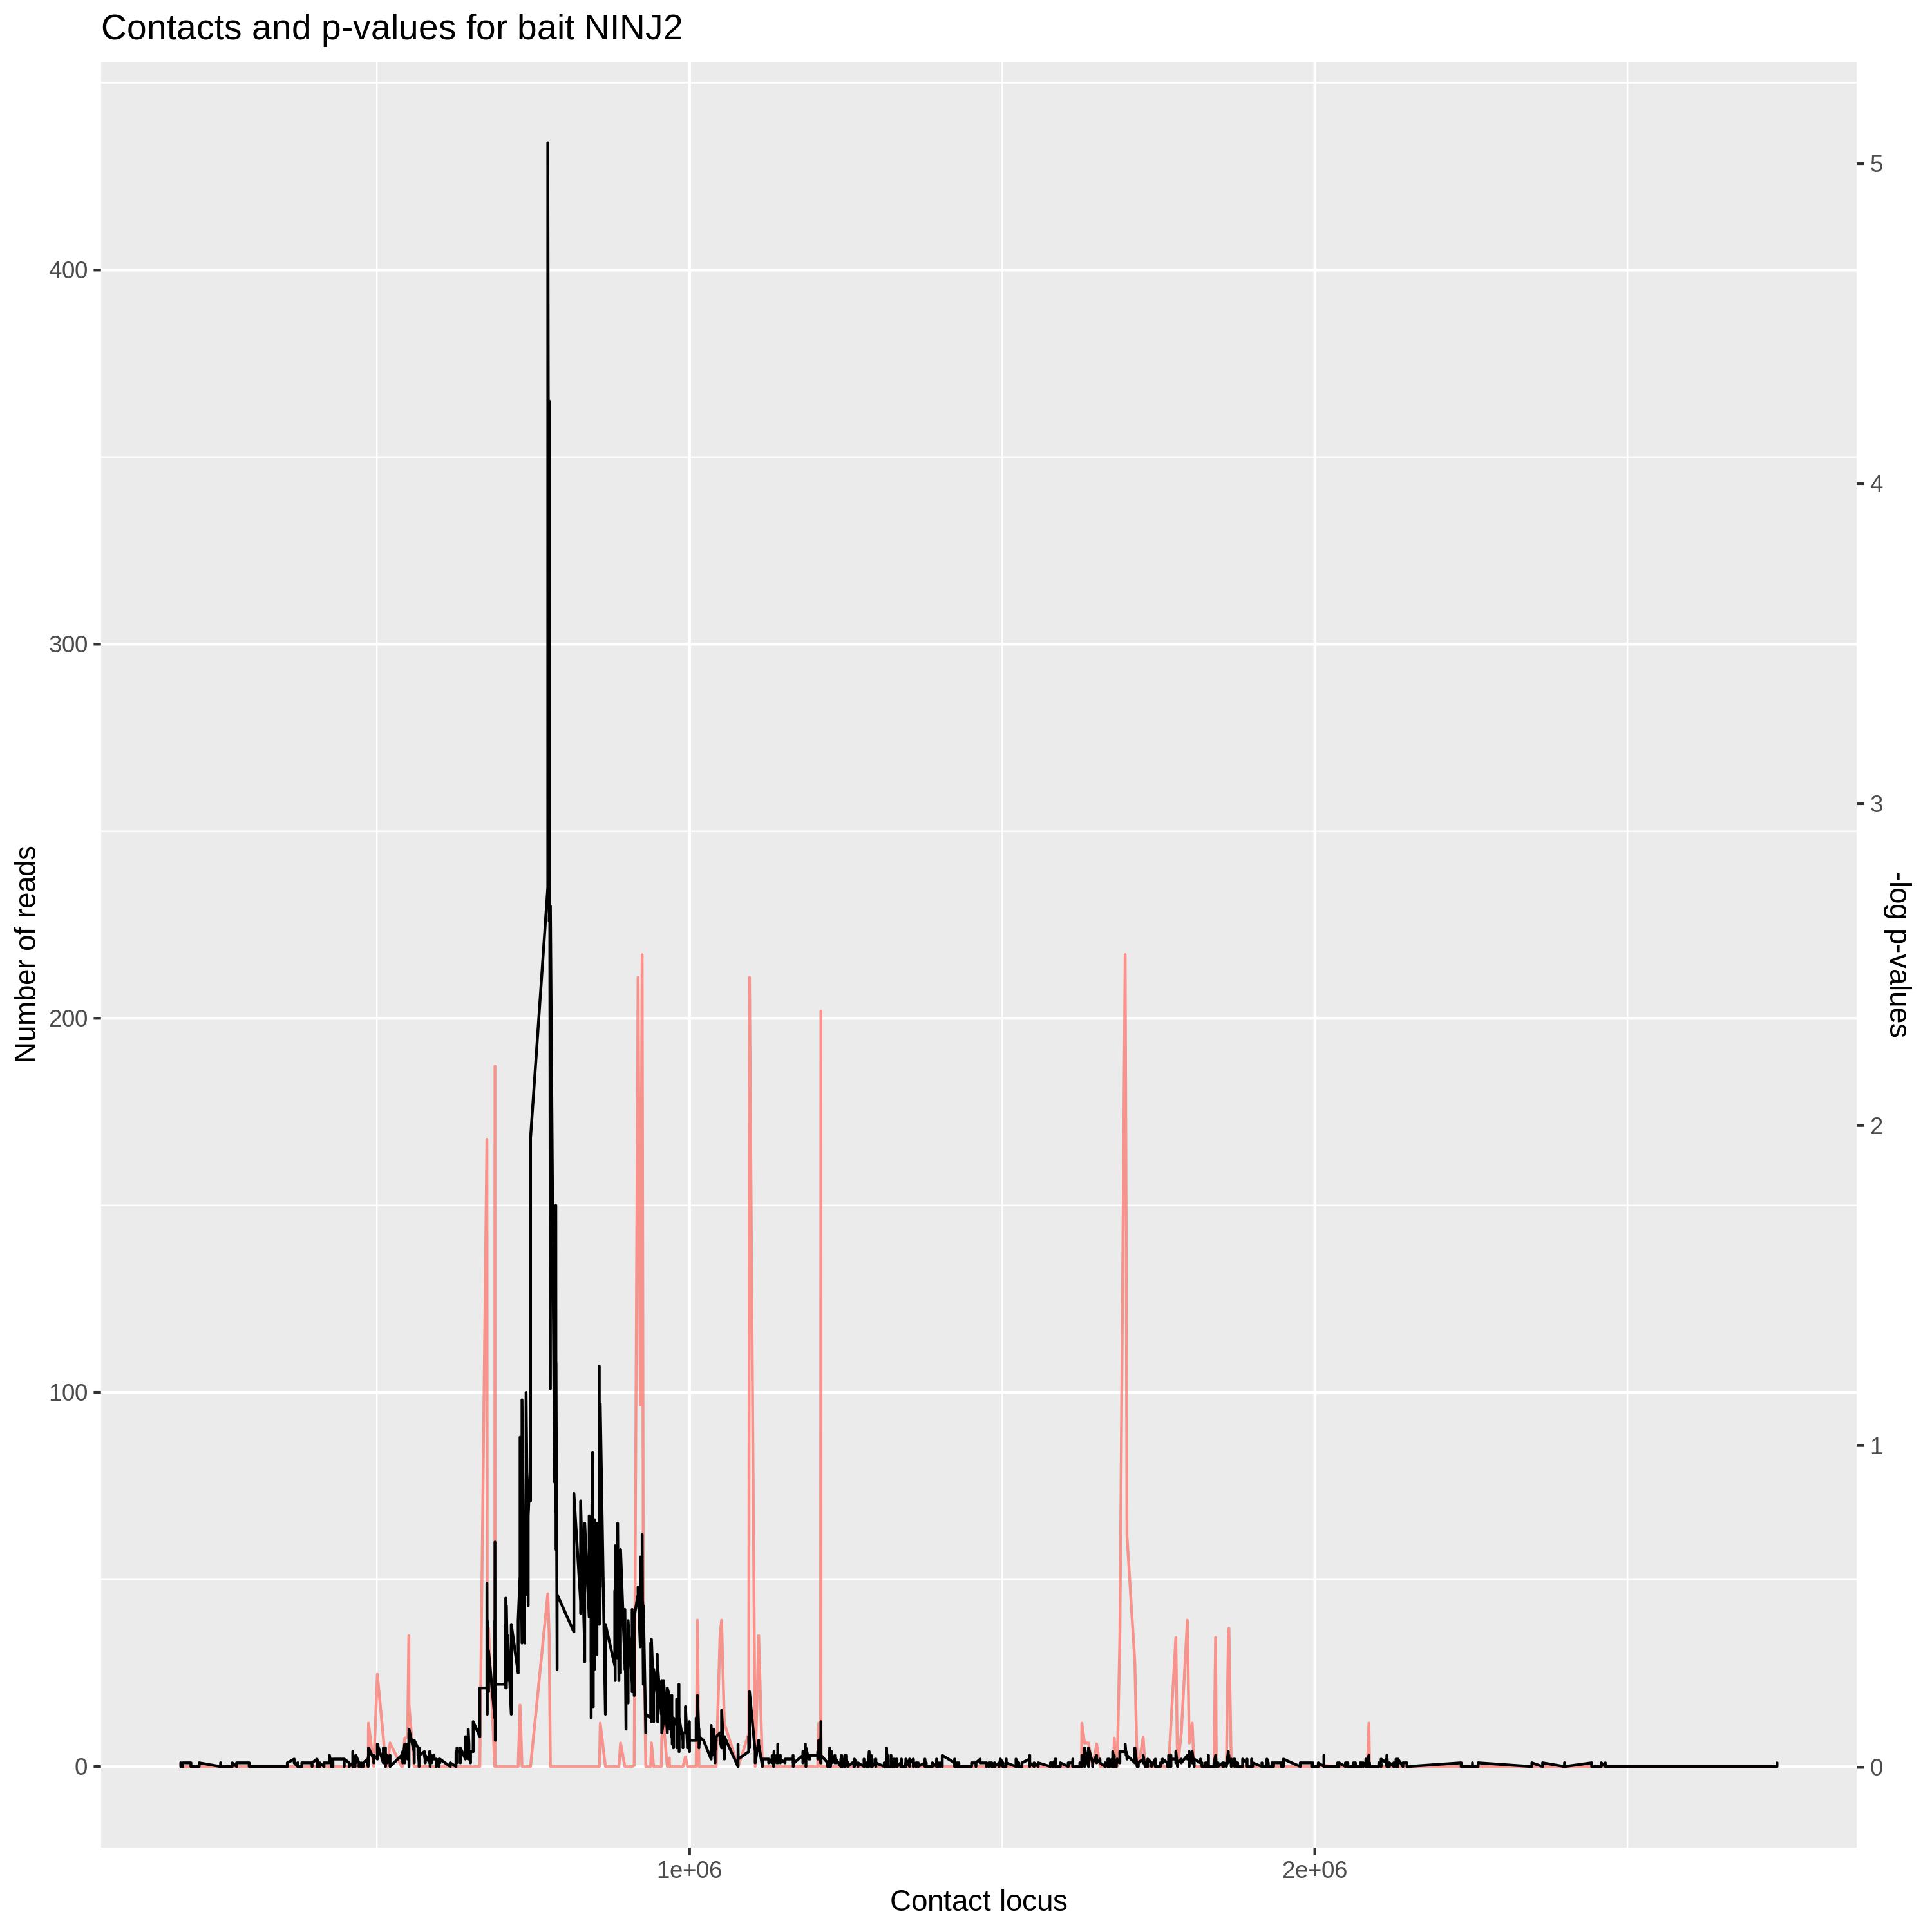 Contacts and p-values for bait NINJ2
Number of reads
400
300
200
100
0
5
4
3
2
1
0
-log p-values
1e+06
2e+06
Contact locus